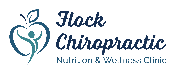 Flock
Chiropractic
Nutrition & Wellness Clinic